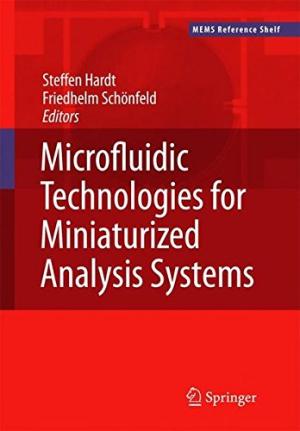 MEMS Reference Shelf
Steffen Hardt
Friedhelm Schönfeld
Editors
Microfluidic
Technologies for
Miniaturized
Analysis Systems
Springer